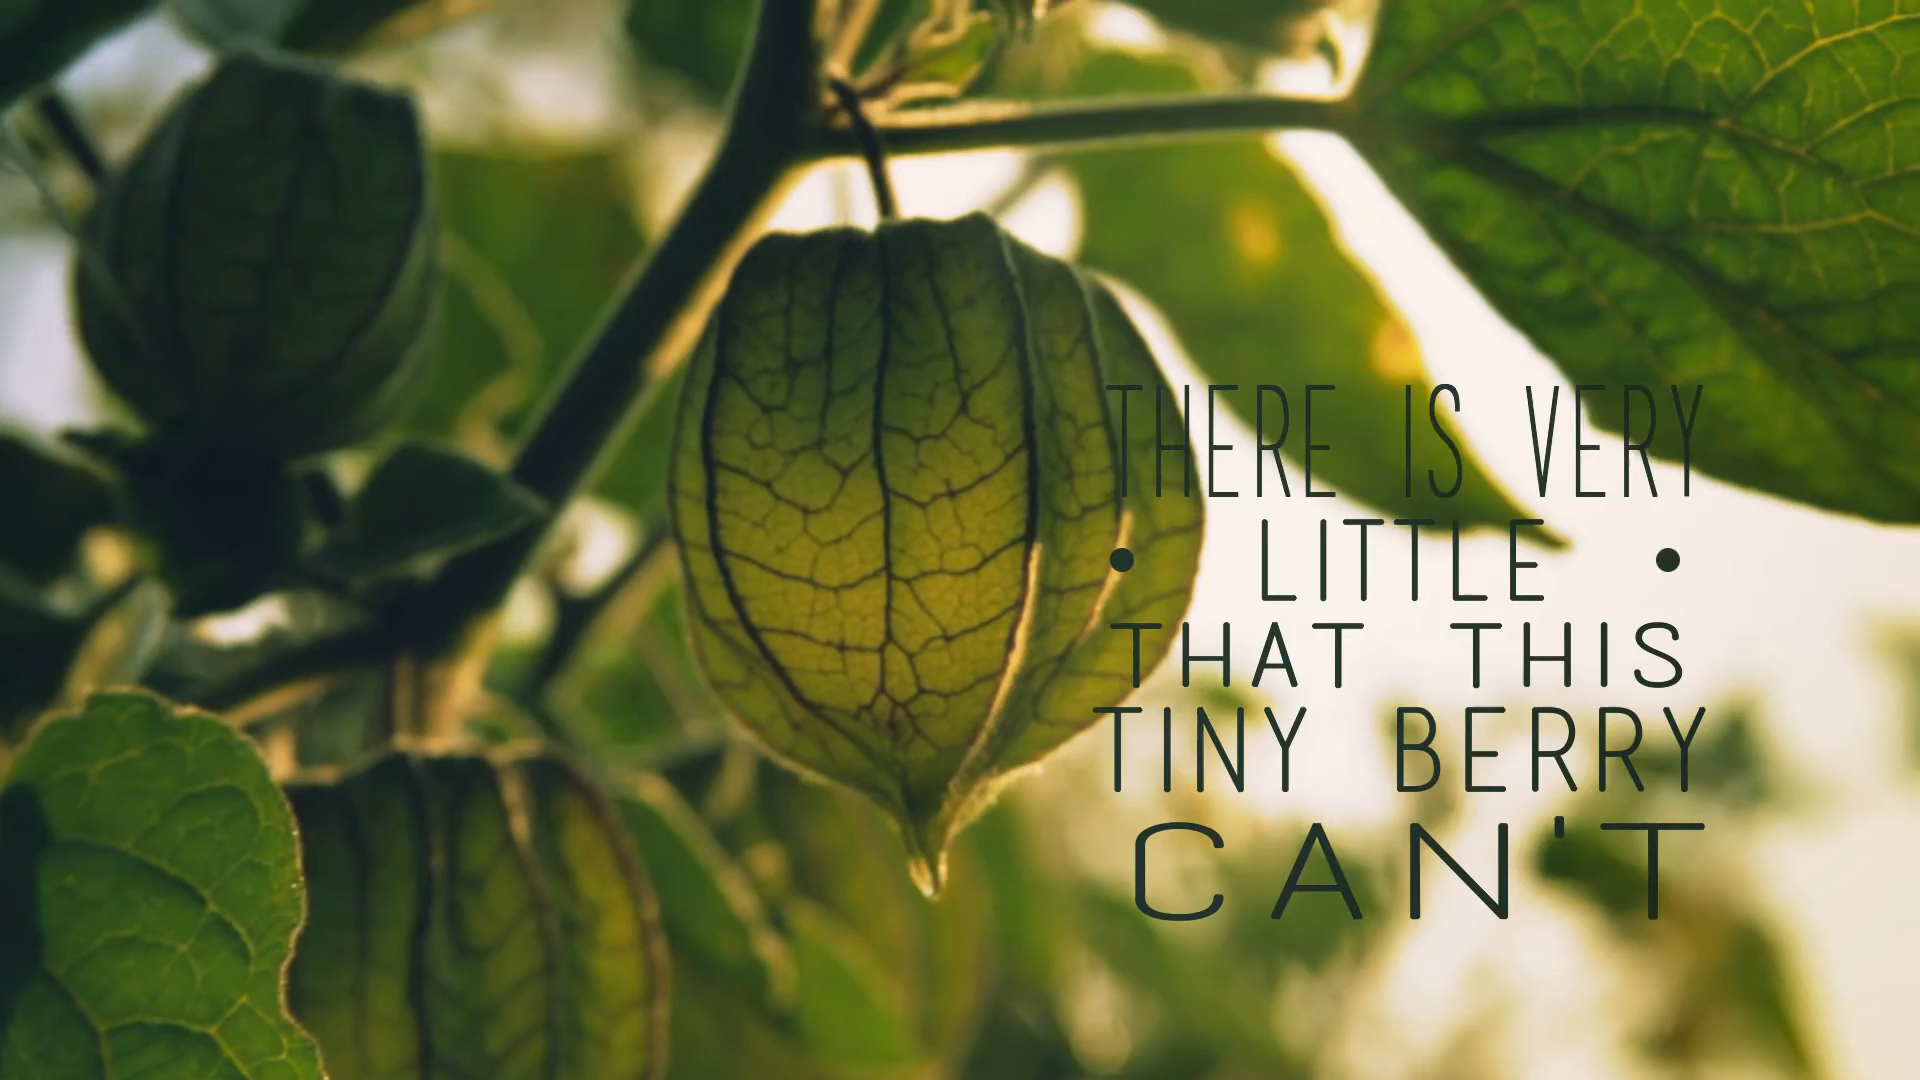 THERE IS VERY
• LITTLE •
THAT THIS
TINY BERRY
CAN'T